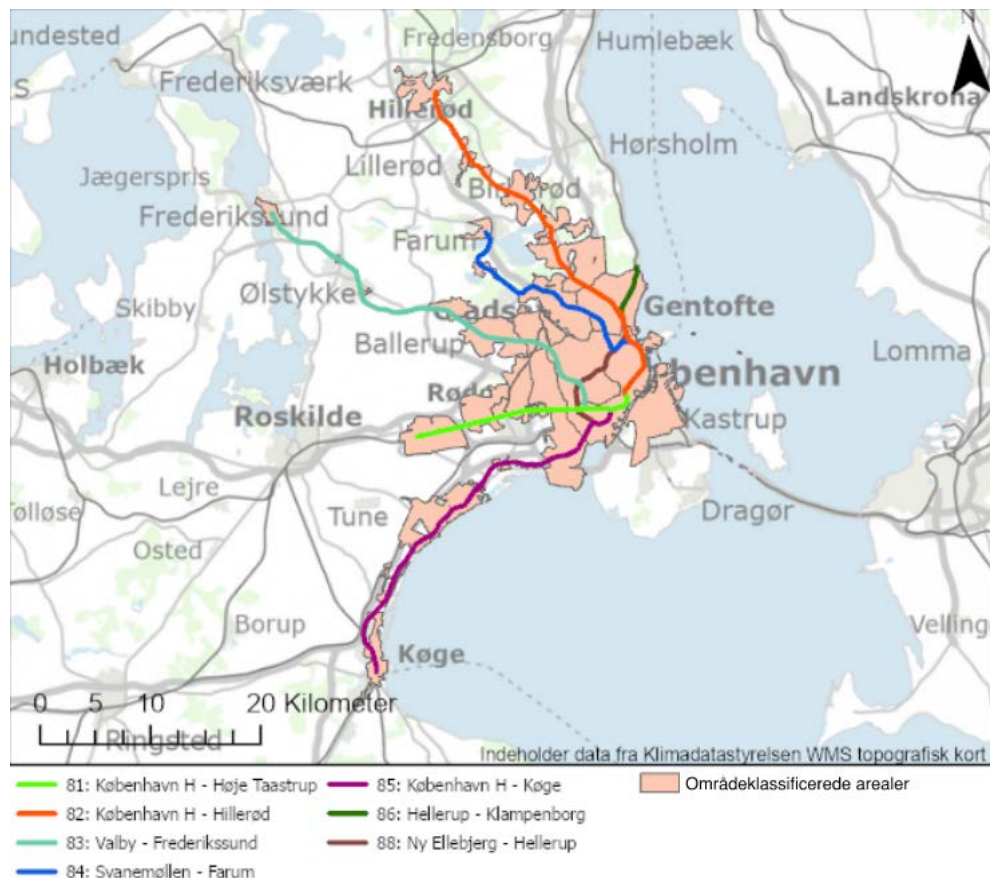 N
undested
Fredensborg
Humlebæk
S
Frederiksværk
Landskrona
Hillerød
Hørsholm
Lillerød
Jægerspris
Frederikssund
Farum
Ølstykke
Skibby
Gentofte
Ballerup
Lomma
Holbæk
benhavn
Roskilde
Kastrup
Lejre
Tølløse
Tune
Dragør
Osted
Borup
Velling
Køge
0 5 10 20 Kilometer
Ringsted
Indeholder data fra Klimadatastyrelsen WMS topografisk kort
81: København H - Høje Taastrup
82: København H - Hillerød
83: Valby - Frederikssund
84: Svanemøllen - Farum
85: København H - Køge
86: Hellerup - Klampenborg
88: Ny Ellebjerg - Hellerup
Områdeklassificerede arealer